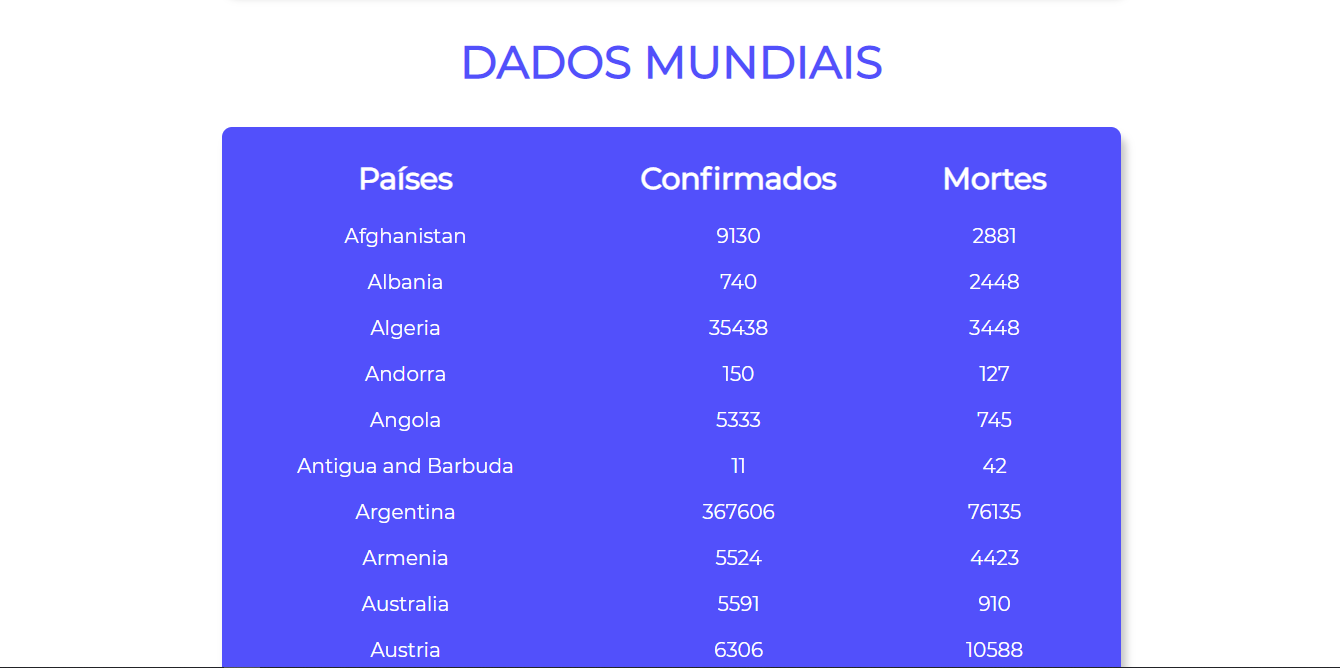 DADOS MUNDIAIS
Países Confirmados Mortes
Afghanistan 9130 2881
Albania 740 2448
Algeria 35438 3448
Andorra 150 127
Angola 5333 745
Antigua and Barbuda 11 42
Argentina 367606 76135
Armenia 5524 4423
Australia 5591 910
Austria 6306 10588